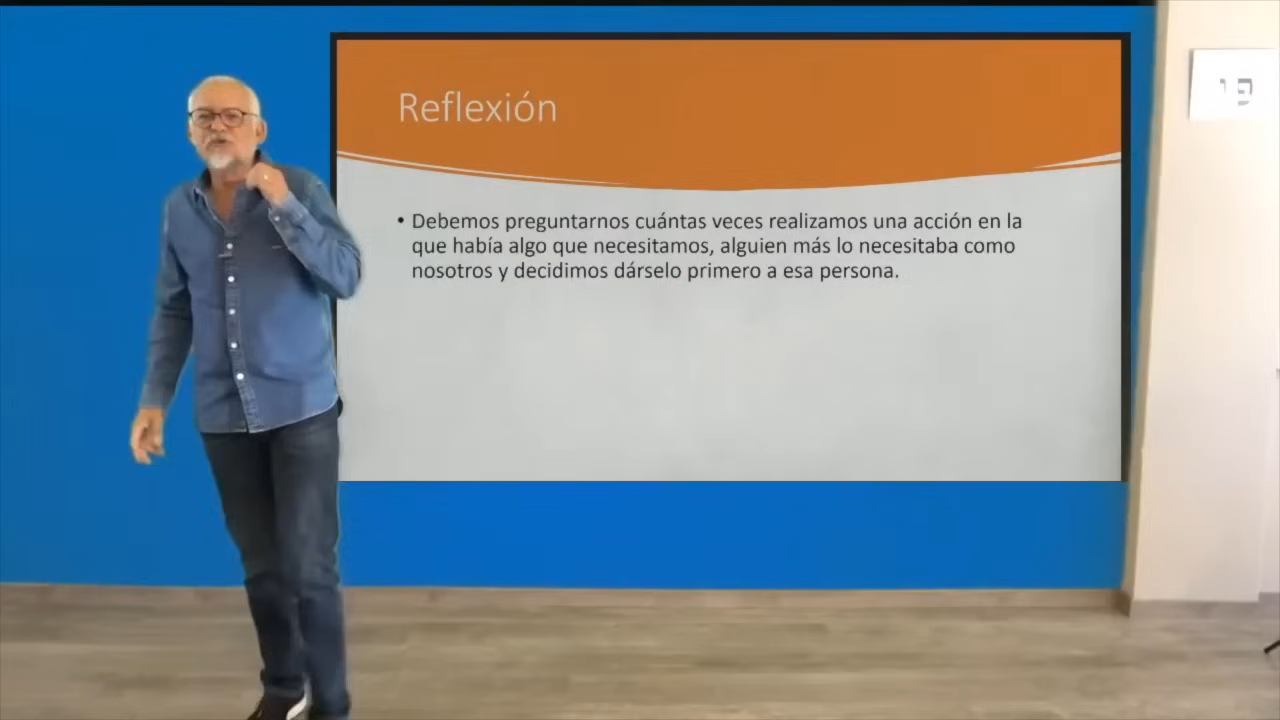 Reflexión
• Debemos preguntarnos cuántas veces realizamos una acción en la
que había algo que necesitamos, alguien más lo necesitaba como
nosotros y decidimos dárselo primero a esa persona.